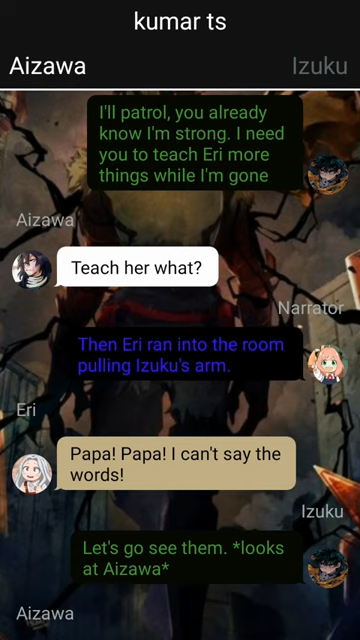 kumar ts
Aizawa
Izuku
I'll patrol, you already
know I'm strong. I need
you to teach Eri more
things while I'm gone
Aizawa
Teach her what?
Narrator
Then Eri ran into the room
pulling Izuku's arm.
Eri
Papa! Papa! I can't say the
words!
Izuku
Let's go see them. *looks
at Aizawa*
Aizawa